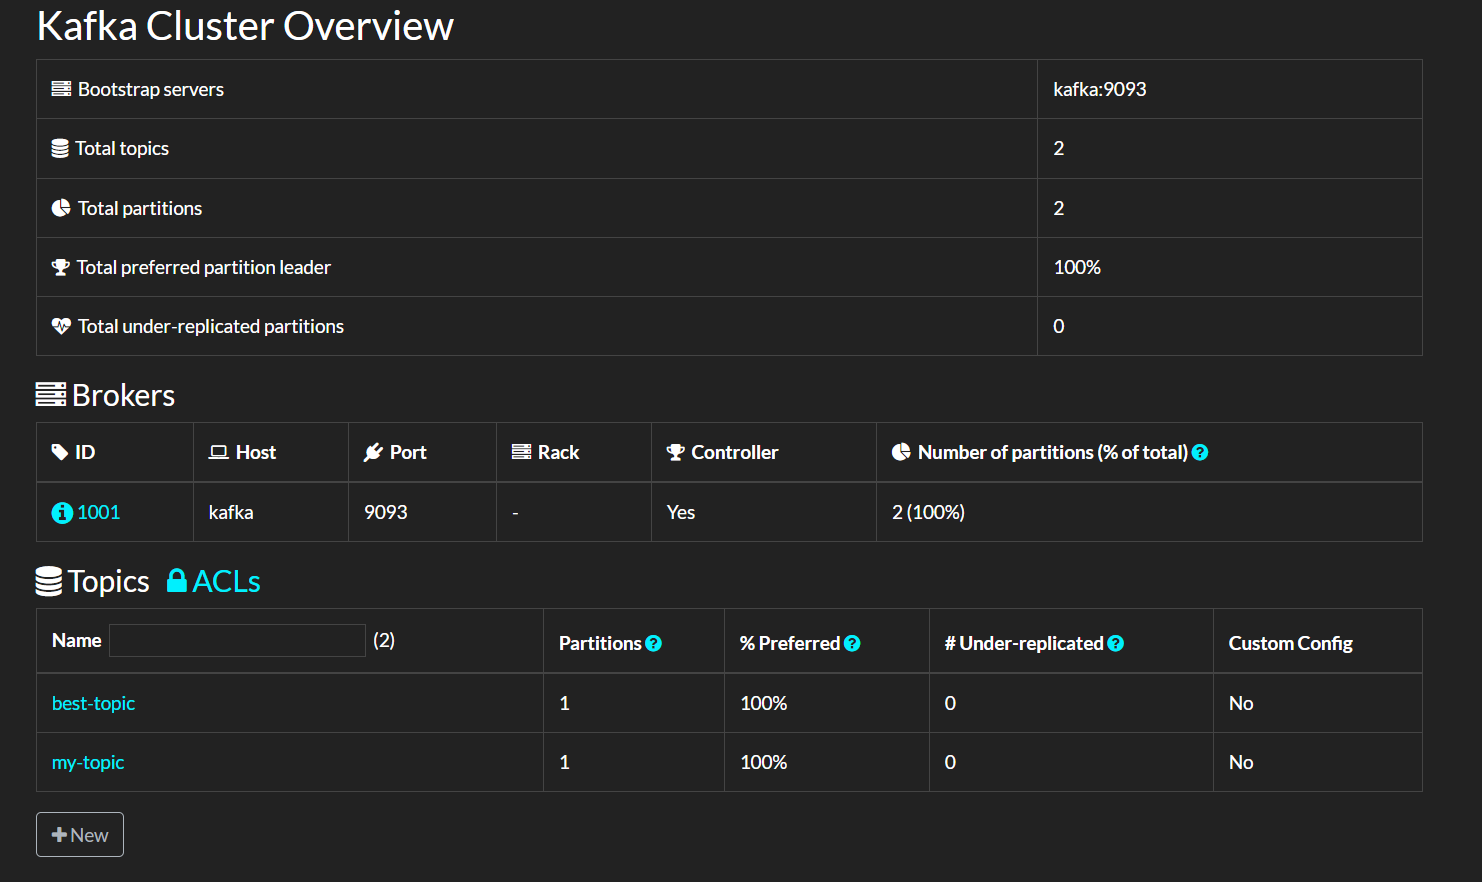 Kafka Cluster Overview
Bootstrap servers kafka:9093
Total topics 2
Total partitions 2
Total preferred partition leader 100%
Total under-replicated partitions 0
Brokers
ID Host Port Rack Controller Number of partitions (% of total) ?
1001 kafka 9093 - Yes 2 (100%)
Topics ACLs
Name (2) Partitions ? % Preferred ? # Under-replicated ? Custom Config
best-topic 1 100% 0 No
my-topic 1 100% 0 No
+ New